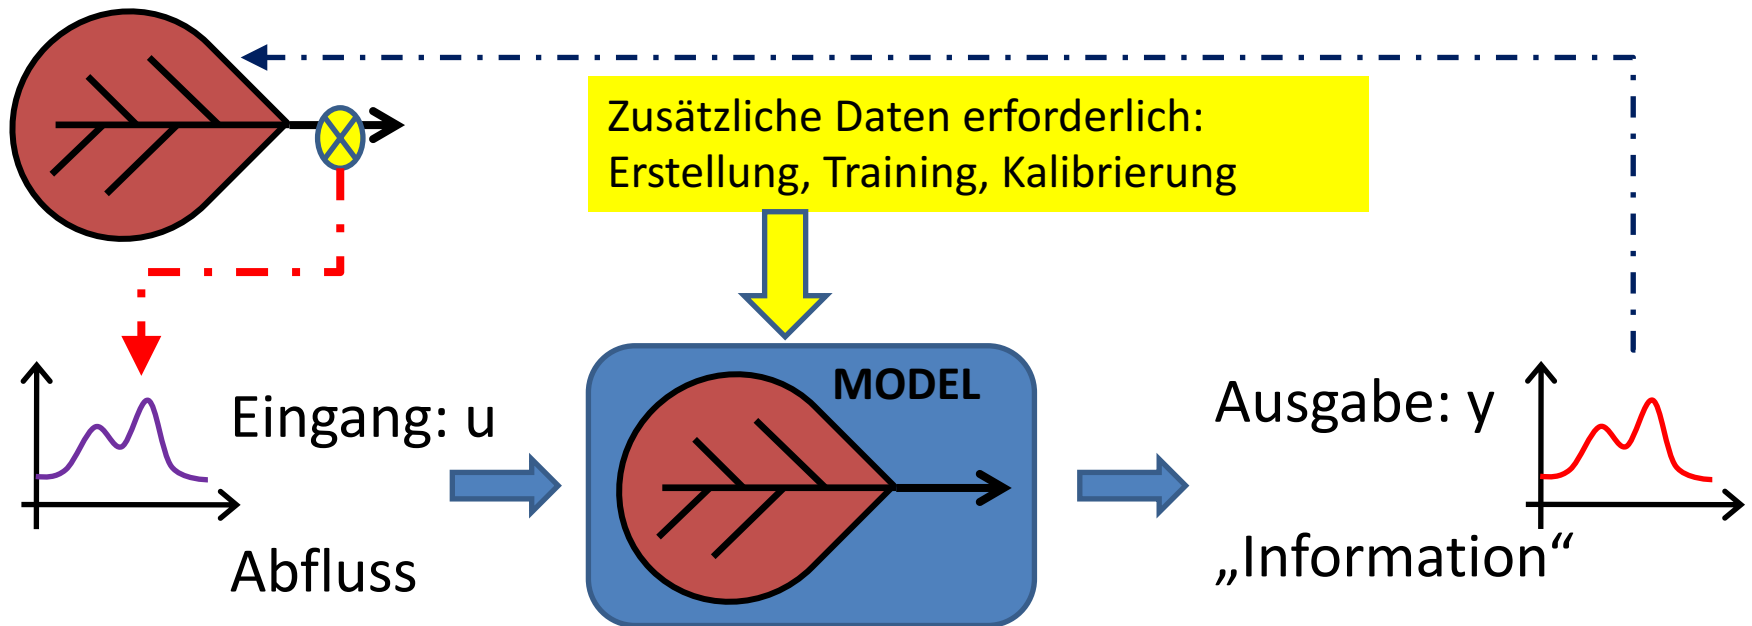 Zusätzliche Daten erforderlich:
Erstellung, Training, Kalibrierung
MODEL
Eingang: u
Abfluss
Ausgabe: y
„Information“